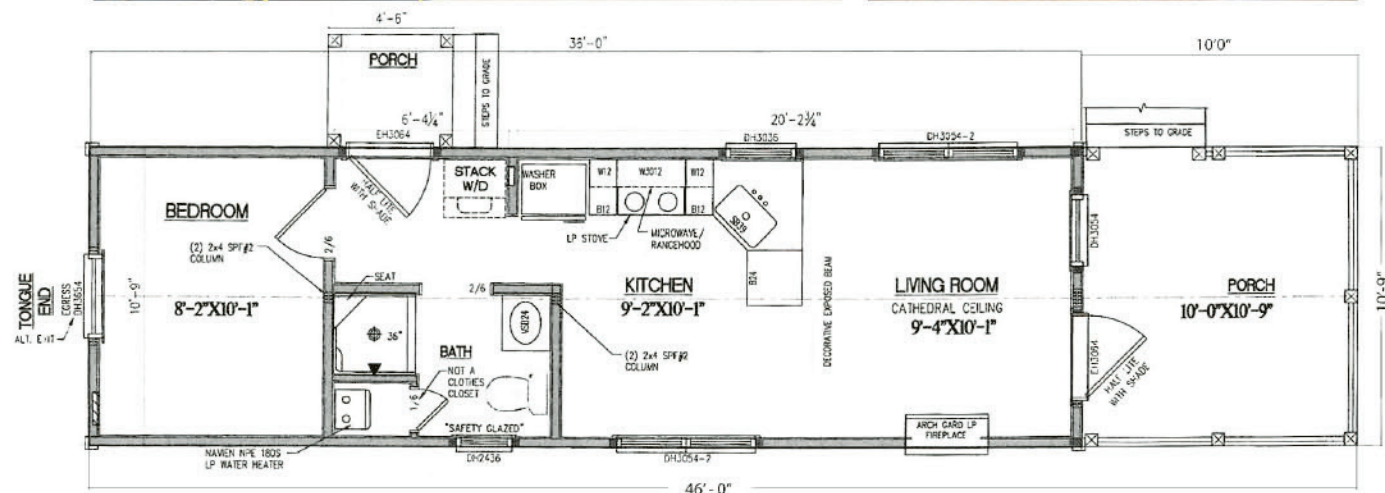 4'-6"
36'-0"
10'0"
PORCH
STEPS TO GRADE
6'-4¼"
EH3064
20'-2¾"
DH3036
DH3054-2
STEPS TO GRADE
HALF LITE
WITH SHADE
STACK
W/D
WASHER
BOX
W12
W3012
W12
B12
B12
SB39
B24
LP STOVE
MICROWAVE/
RANGEHOOD
BEDROOM
8'-2"X10'-1"
10'-9"
2/6
(2) 2x4 SPF#2
COLUMN
TONGUE
END
EGRESS
DH3654
ALT. EXIT
SEAT
36"
2/6
VSD24
BATH
NOT A
CLOTHES
CLOSET
1/6
"SAFETY GLAZED"
DH2436
NAVIEN NPE 180S
LP WATER HEATER
KITCHEN
9'-2"X10'-1"
(2) 2x4 SPF#2
COLUMN
DH3054-2
DECORATIVE EXPOSED BEAM
LIVING ROOM
CATHEDRAL CEILING
9'-4"X10'-1"
ARCH GARD LP
FIREPLACE
DH3054
EH3064
HALF LITE
WITH SHADE
PORCH
10'-0"X10'-9"
10'-9"
46'-0"